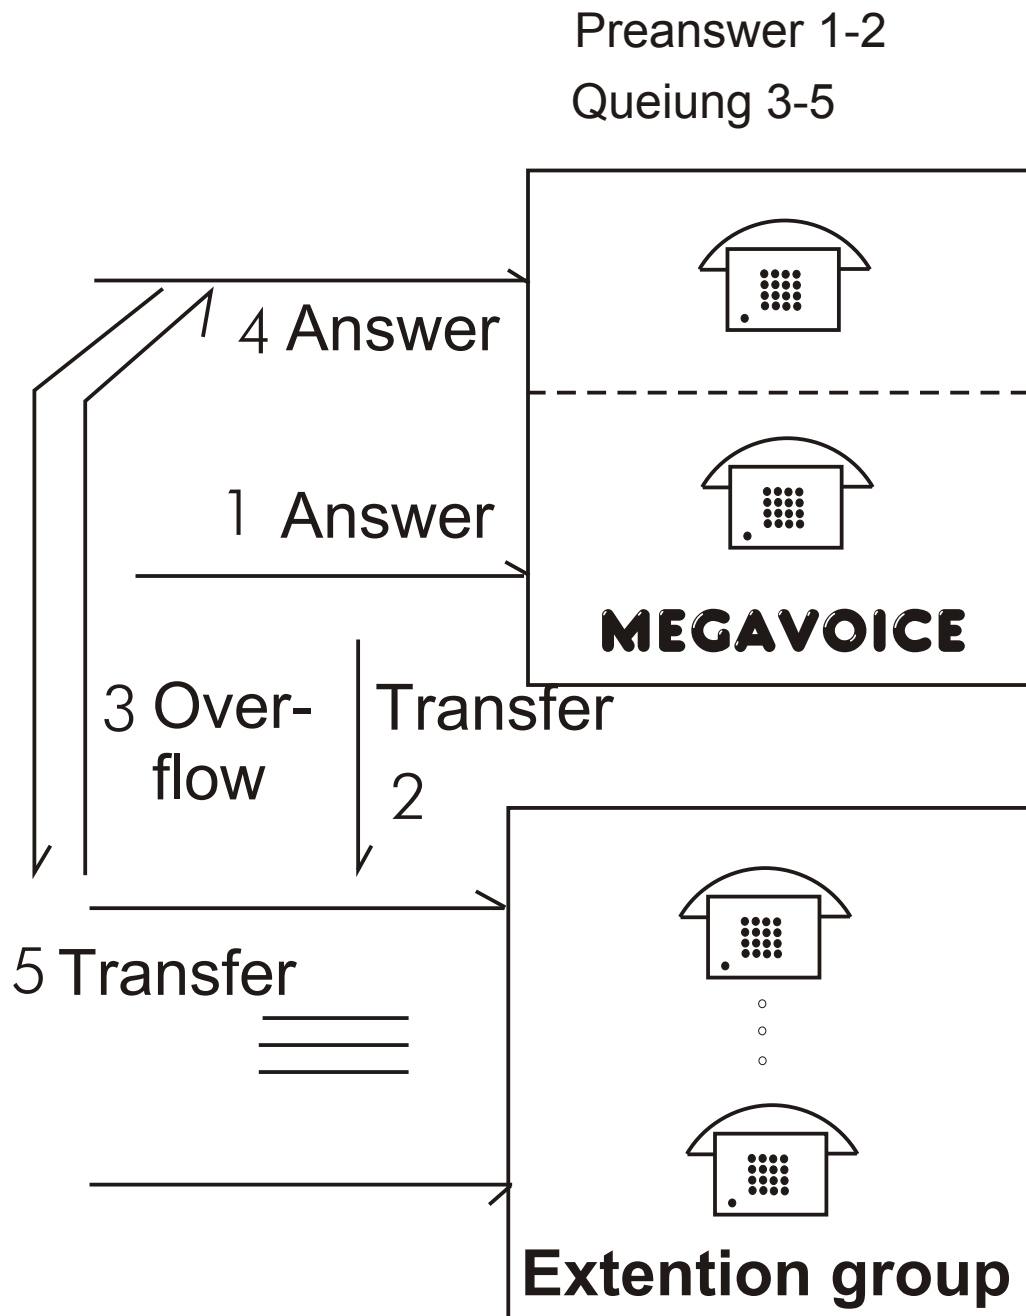 Preanswer 1-2
Queiung 3-5
4 Answer
1 Answer
MEGAVOICE
3 Over-
flow
Transfer
2
5 Transfer
Extention group